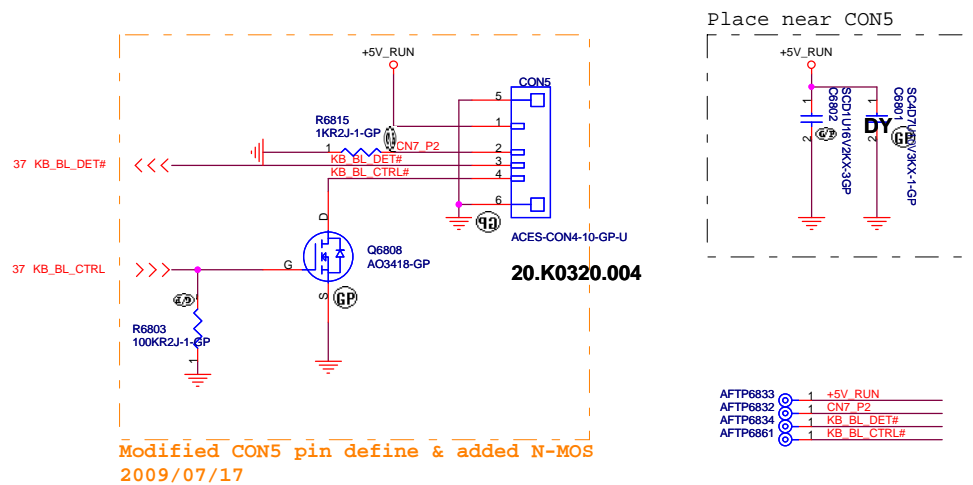 Place near CON5
+5V_RUN
+5V_RUN
CON5
5
R6815
1KR2J-1-GP
1
1
CN7_P2
2
37 KB_BL_DET#
KB_BL_DET#
3
KB_BL_CTRL#
4
6
GP
ACES-CON4-10-GP-U
20.K0320.004
D
Q6808
AO3418-GP
37 KB_BL_CTRL
G
S
GP
R6803
100KR2J-1-GP
1
1
2
C6802
SCD1U16V2KX-3GP
1
2
C6801
DY
GP
AFTP6833 1 +5V_RUN
AFTP6832 1 CN7_P2
AFTP6834 1 KB_BL_DET#
AFTP6861 1 KB_BL_CTRL#
Modified CON5 pin define & added N-MOS
2009/07/17